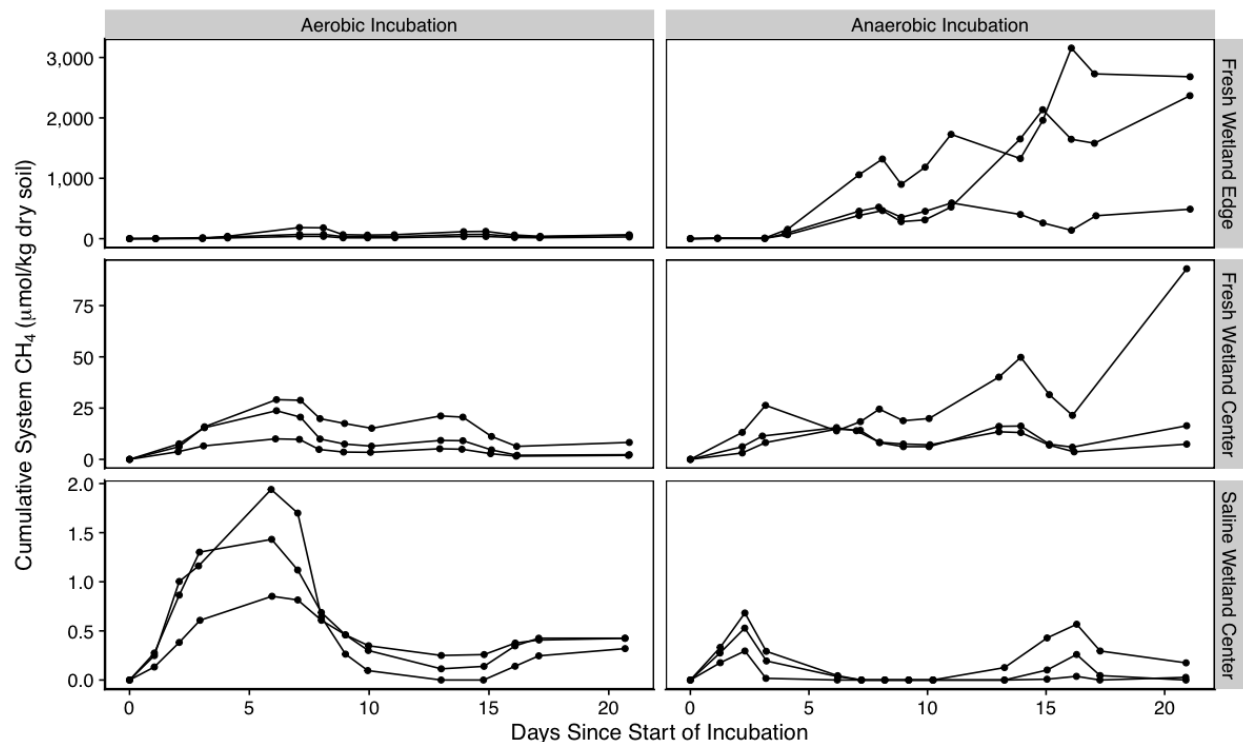 Aerobic Incubation
Anaerobic Incubation
Cumulative System CH₄ (μmol/kg dry soil)
3,000
2,000
1,000
0
Fresh Wetland Edge
75
50
25
0
Fresh Wetland Center
2.0
1.5
1.0
0.5
0.0
Saline Wetland Center
0 5 10 15 20
0 5 10 15 20
Days Since Start of Incubation